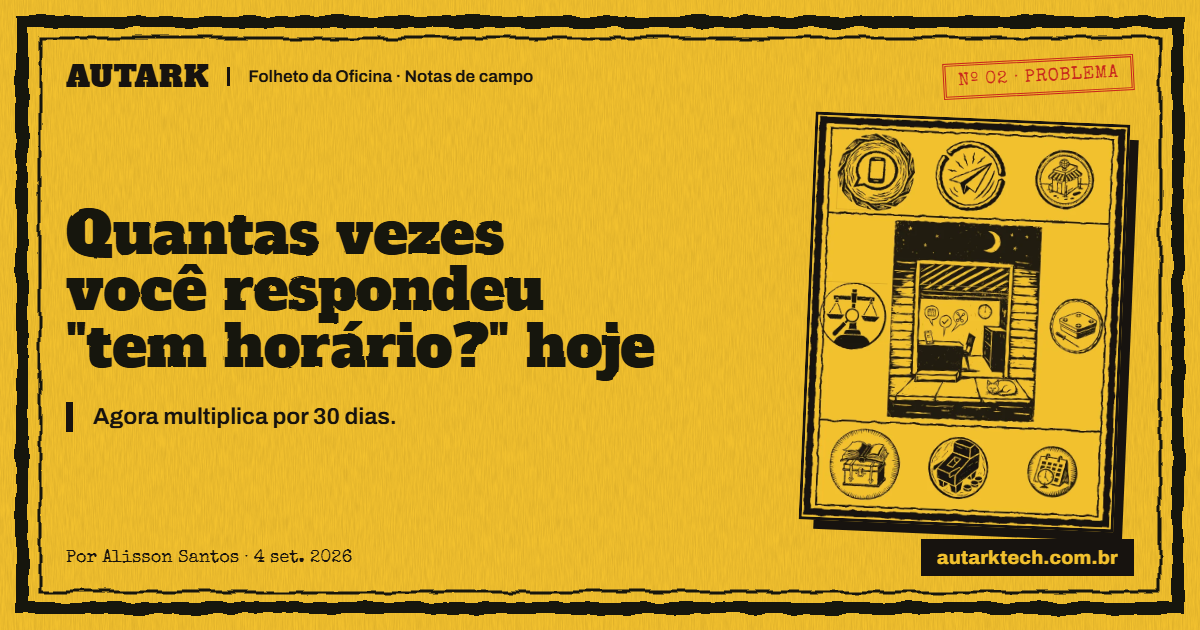 AUTARK
Folheto da Oficina · Notas de campo
Nº 02 · PROBLEMA
Quantas vezes
você respondeu
"tem horário?" hoje
Agora multiplica por 30 dias.
Por Alisson Santos · 4 set. 2026
autarktech.com.br